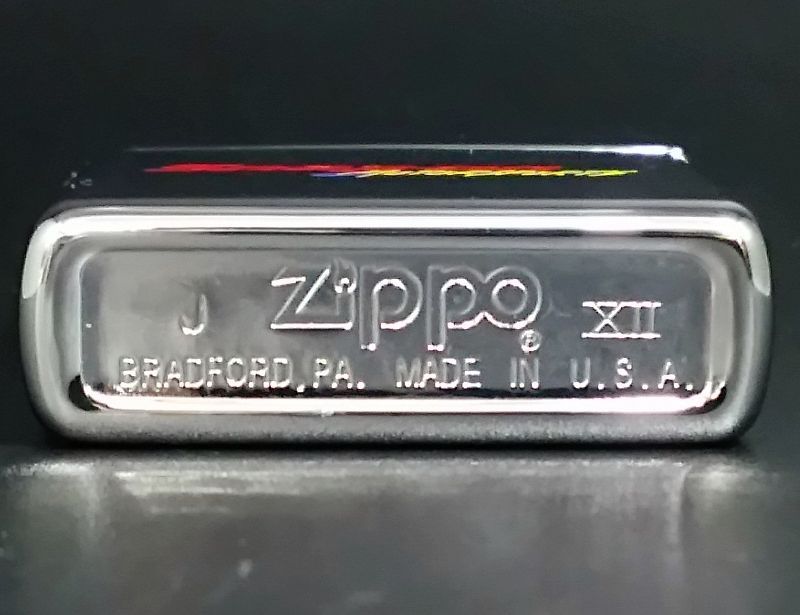 J Zippo® XII
BRADFORD, PA. MADE IN U.S.A.